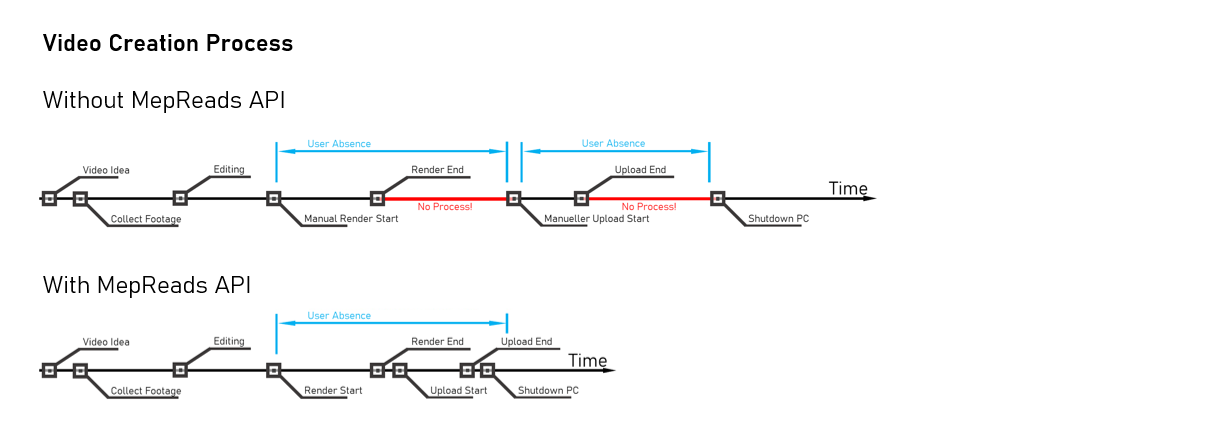 Video Creation Process
Without MepReads API
User Absence
User Absence
Video Idea
Editing
Render End
Upload End
Time
No Process!
No Process!
Collect Footage
Manual Render Start
Manueller Upload Start
Shutdown PC
With MepReads API
User Absence
Video Idea
Editing
Render End
Upload End
Time
Collect Footage
Render Start
Upload Start
Shutdown PC